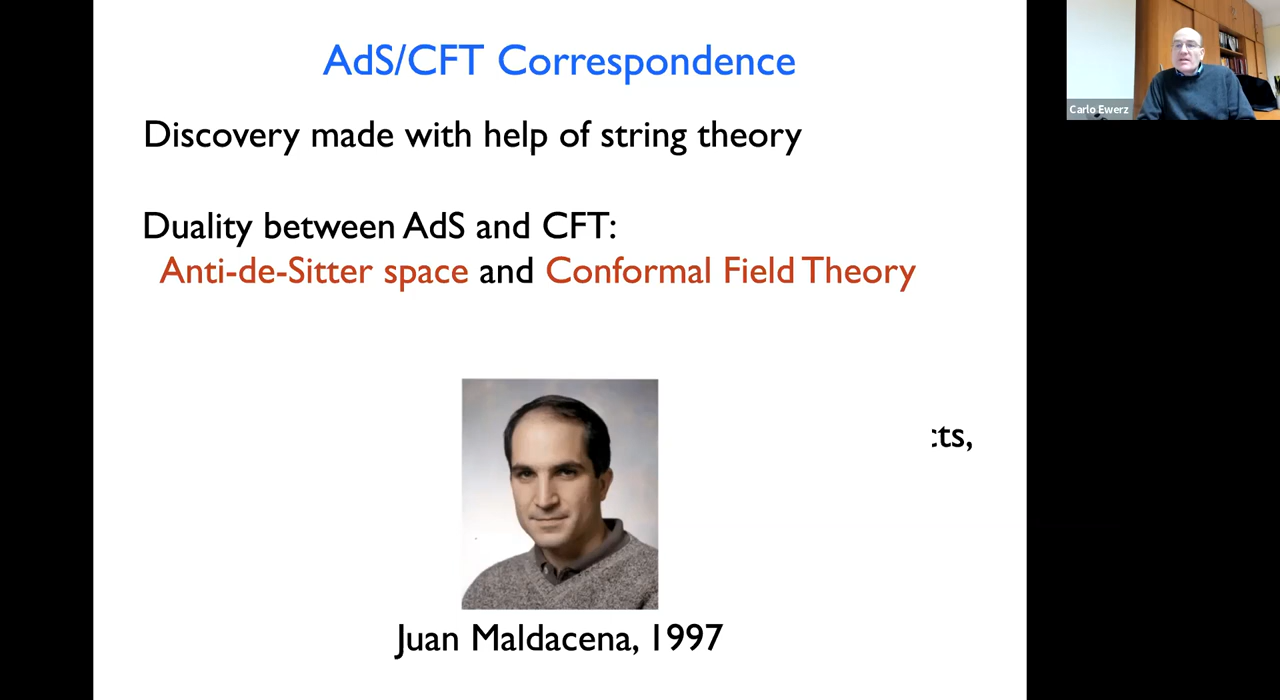 AdS/CFT Correspondence
Discovery made with help of string theory
Duality between AdS and CFT:
Anti-de-Sitter space and Conformal Field Theory
cts,
Juan Maldacena, 1997
Carlo Ewerz